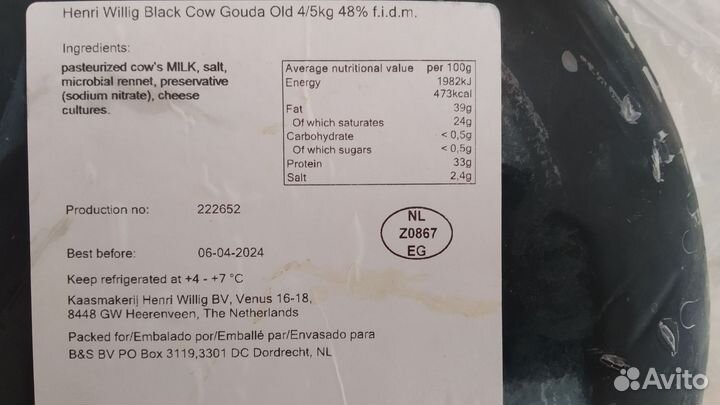 Henri Willig Black Cow Gouda Old 4/5kg 48% f.i.d.m.
Ingredients:
pasteurized cow's MILK, salt,
microbial rennet, preservative
(sodium nitrate), cheese
cultures.
Average nutritional value per 100g
Energy 1982kJ
473kcal
Fat 39g
Of which saturates 24g
Carbohydrate < 0,5g
Of which sugars < 0,5g
Protein 33g
Salt 2,4g
Production no: 222652
NL
Z0867
EG
Best before: 06-04-2024
Keep refrigerated at +4 - +7 °C
Kaasmakerij Henri Willig BV, Venus 16-18,
8448 GW Heerenveen, The Netherlands
Packed for/Embalado por/Emballé par/Envasado para
B&S BV PO Box 3119,3301 DC Dordrecht, NL
Avito